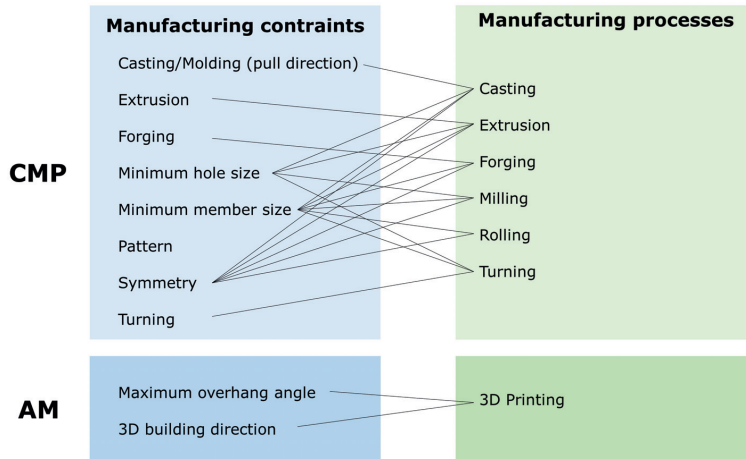 Manufacturing contraints
Manufacturing processes
CMP
Casting/Molding (pull direction)
Extrusion
Forging
Minimum hole size
Minimum member size
Pattern
Symmetry
Turning
Casting
Extrusion
Forging
Milling
Rolling
Turning
AM
Maximum overhang angle
3D building direction
3D Printing